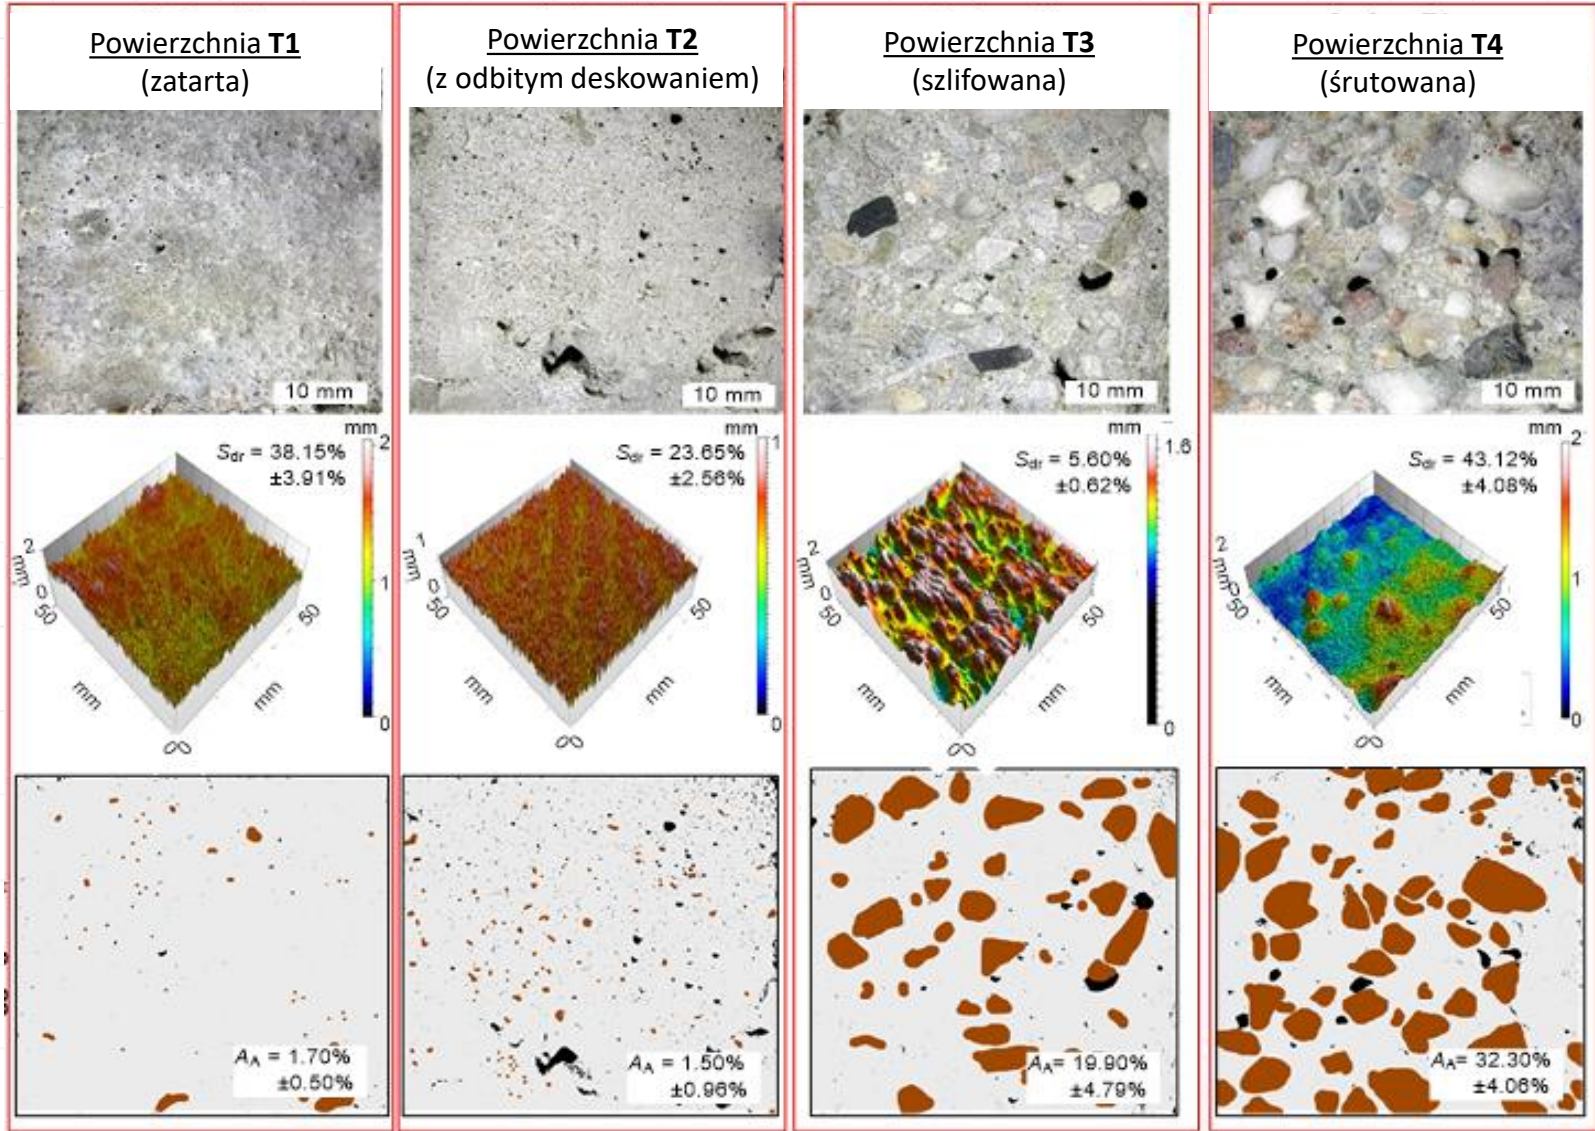 Powierzchnia T1
(zatarta)
10 mm
mm
2
1
0
Sdr = 38.15%
±3.91%
2
mm
0
50
50
mm
mm
AA = 1.70%
±0.50%
Powierzchnia T2
(z odbitym deskowaniem)
10 mm
mm
1
0
Sdr = 23.65%
±2.56%
1
mm
0
50
50
mm
mm
AA = 1.50%
±0.96%
Powierzchnia T3
(szlifowana)
10 mm
mm
1.6
0
Sdr = 5.60%
±0.62%
2
mm
0
50
50
mm
mm
AA = 19.90%
±4.79%
Powierzchnia T4
(śrutowana)
10 mm
mm
2
1
0
Sdr = 43.12%
±4.08%
2
mm
0
50
50
mm
mm
AA= 32.30%
±4.06%